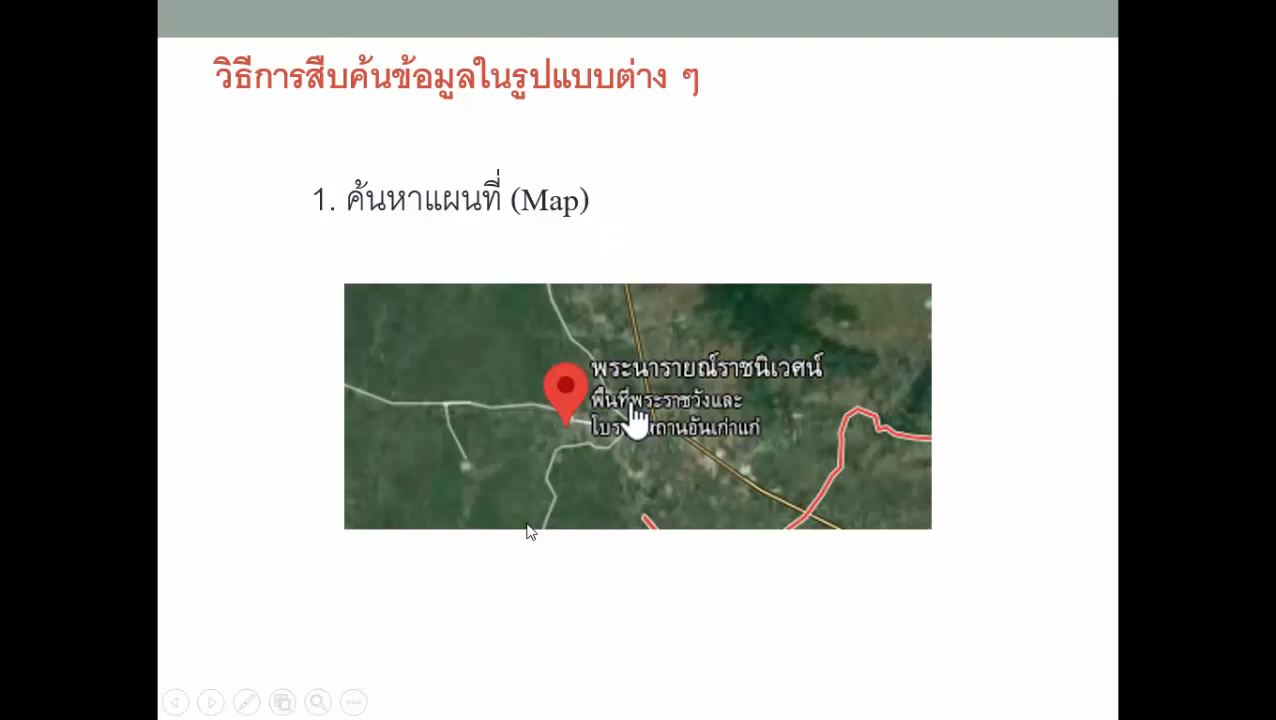 วิธีการสืบค้นข้อมูลในรูปแบบต่าง ๆ
1. ค้นหาแผนที่ (Map)
พระนารายณ์ราชนิเวศน์
พื้นที่พระราชวังและ
อันเก่าแก่